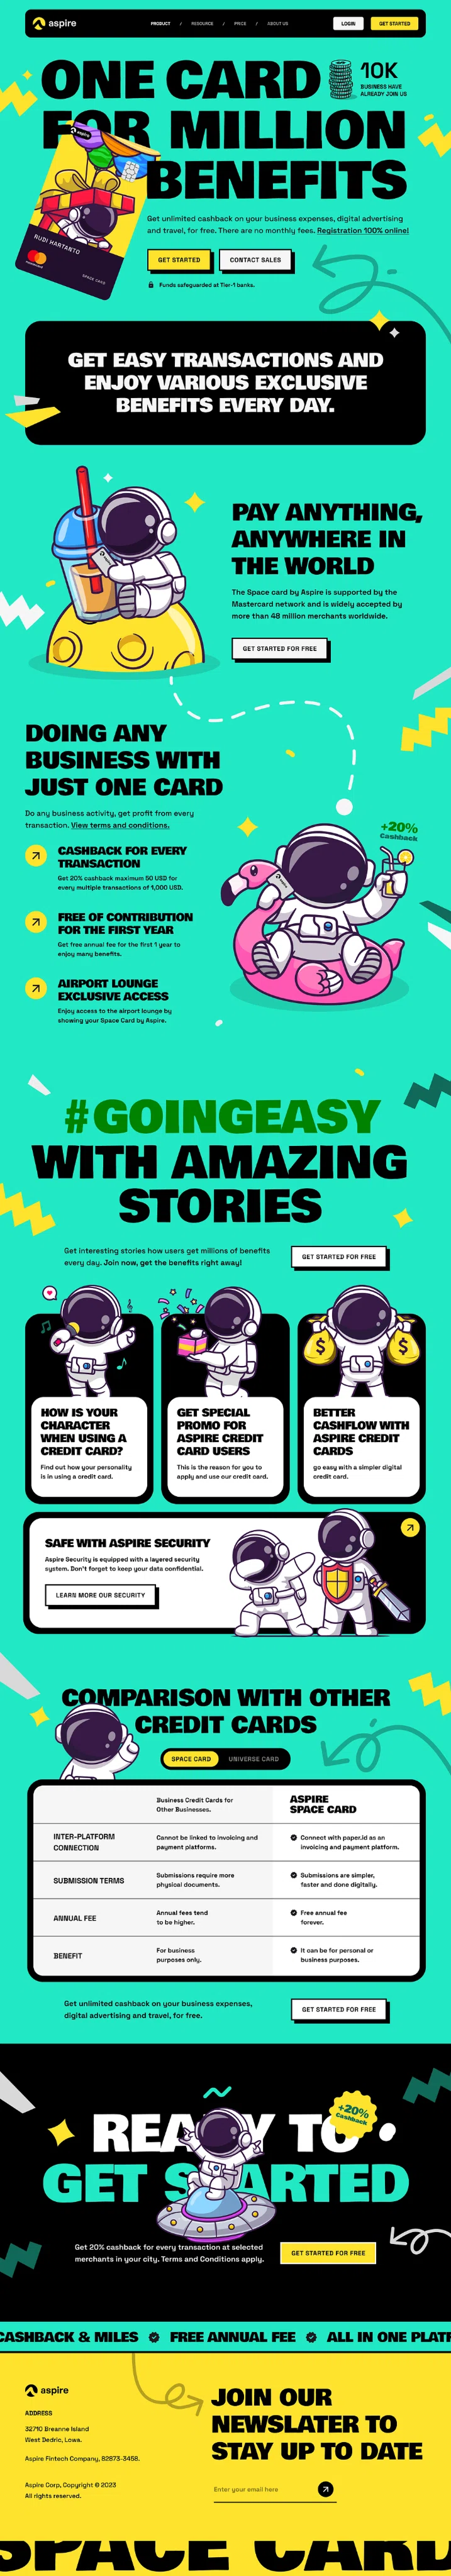 aspire
PRODUCT / RESOURCE / PRICE / ABOUT US
LOGIN
GET STARTED
ONE CARD
10K
BUSINESS HAVE
ALREADY JOIN US
FOR MILLION
BENEFITS
RUDI HARTANTO
mastercard
SPACE CARD
Get unlimited cashback on your business expenses, digital advertising
and travel, for free. There are no monthly fees. Registration 100% online!
GET STARTED
CONTACT SALES
Funds safeguarded at Tier-1 banks.
GET EASY TRANSACTIONS AND
ENJOY VARIOUS EXCLUSIVE
BENEFITS EVERY DAY.
PAY ANYTHING,
ANYWHERE IN
THE WORLD
The Space card by Aspire is supported by the
Mastercard network and is widely accepted by
more than 48 million merchants worldwide.
GET STARTED FOR FREE
DOING ANY
BUSINESS WITH
JUST ONE CARD
Do any business activity, get profit from every
transaction. View terms and conditions.
CASHBACK FOR EVERY
TRANSACTION
Get 20% cashback maximum 50 USD for
every multiple transactions of 1,000 USD.
FREE OF CONTRIBUTION
FOR THE FIRST YEAR
Get free annual fee for the first 1 year to
enjoy many benefits.
AIRPORT LOUNGE
EXCLUSIVE ACCESS
Enjoy access to the airport lounge by
showing your Space Card by Aspire.
+20%
Cashback
#GOINGEASY
WITH AMAZING
STORIES
Get interesting stories how users get millions of benefits
every day. Join now, get the benefits right away!
GET STARTED FOR FREE
$
$
HOW IS YOUR
CHARACTER
WHEN USING A
CREDIT CARD?
Find out how your personality
is in using a credit card.
GET SPECIAL
PROMO FOR
ASPIRE CREDIT
CARD USERS
This is the reason for you to
apply and use our credit card.
BETTER
CASHFLOW WITH
ASPIRE CREDIT
CARDS
go easy with a simpler digital
credit card.
SAFE WITH ASPIRE SECURITY
Aspire Security is equipped with a layered security
system. Don't forget to keep your data confidential.
LEARN MORE OUR SECURITY
COMPARISON WITH OTHER
CREDIT CARDS
SPACE CARD
UNIVERSE CARD
Business Credit Cards for
Other Businesses.
ASPIRE
SPACE CARD
INTER-PLATFORM
CONNECTION
Cannot be linked to invoicing and
payment platforms.
Connect with paper.id as an
invoicing and payment platform.
SUBMISSION TERMS
Submissions require more
physical documents.
Submissions are simpler,
faster and done digitally.
ANNUAL FEE
Annual fees tend
to be higher.
Free annual fee
forever.
BENEFIT
For business
purposes only.
It can be for personal or
business purposes.
Get unlimited cashback on your business expenses,
digital advertising and travel, for free.
GET STARTED FOR FREE
+20%
Cashback
READY TO
GET STARTED
Get 20% cashback for every transaction at selected
merchants in your city. Terms and Conditions apply.
GET STARTED FOR FREE
CASHBACK & MILES FREE ANNUAL FEE ALL IN ONE PLATF
aspire
ADDRESS
32710 Breanne Island
West Dedric, Lowa.
Aspire Fintech Company, 82873-3458.
Aspire Corp, Copyright © 2023
All rights reserved.
JOIN OUR
NEWSLATER TO
STAY UP TO DATE
Enter your email here
SPACE CARD